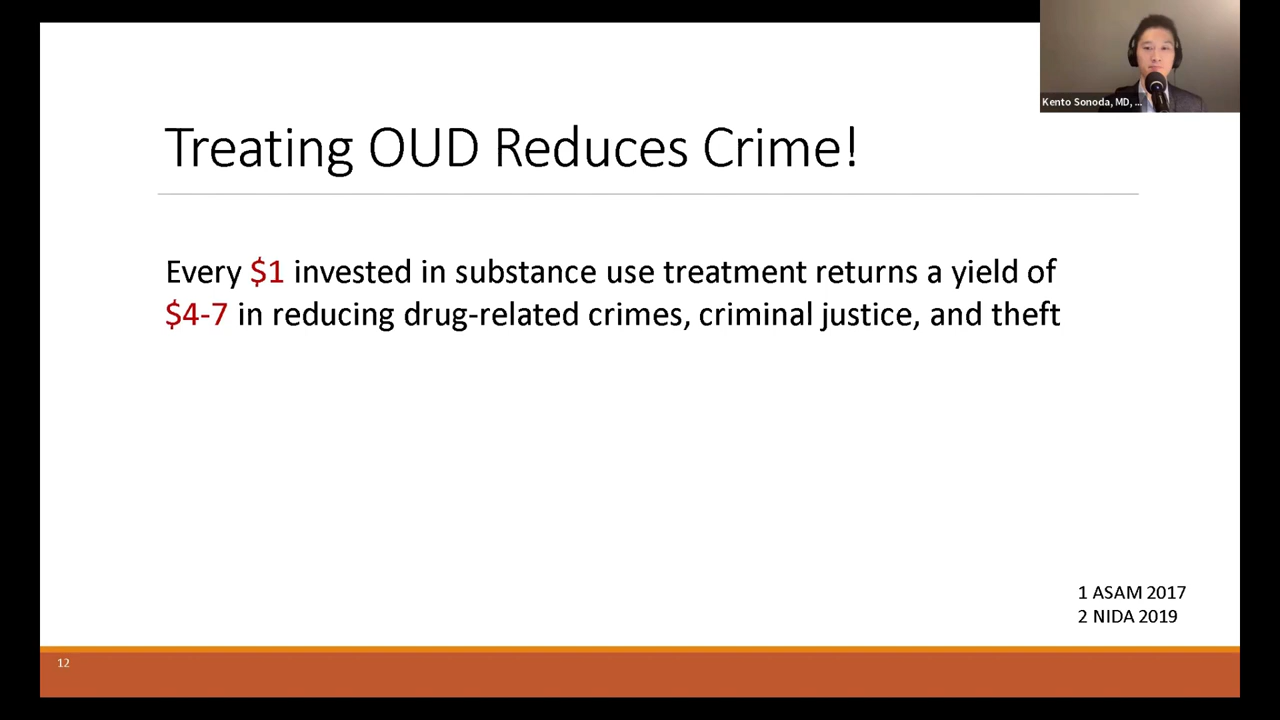 Kento Sonoda, MD, ...
Treating OUD Reduces Crime!
Every $1 invested in substance use treatment returns a yield of
$4-7 in reducing drug-related crimes, criminal justice, and theft
1 ASAM 2017
2 NIDA 2019
12